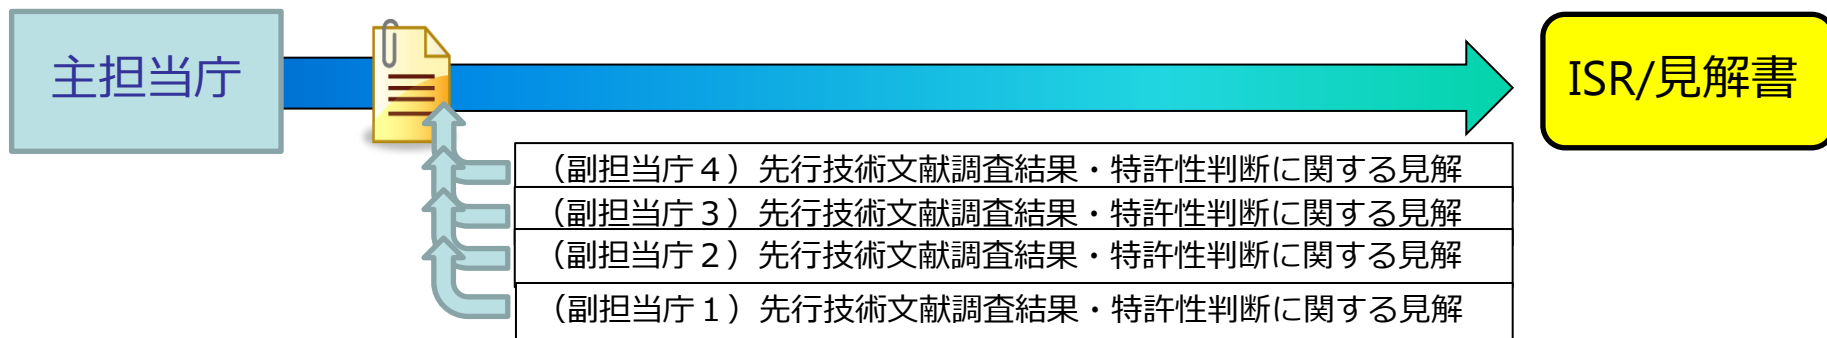 主担当庁
ISR/見解書
（副担当庁４）先行技術文献調査結果・特許性判断に関する見解
（副担当庁３）先行技術文献調査結果・特許性判断に関する見解
（副担当庁２）先行技術文献調査結果・特許性判断に関する見解
（副担当庁１）先行技術文献調査結果・特許性判断に関する見解